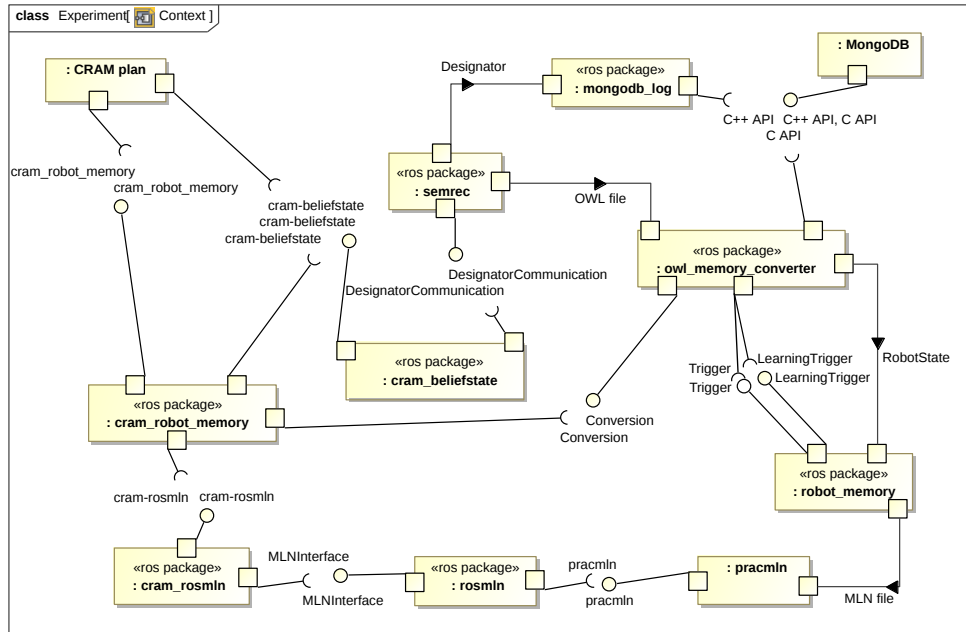 class Experiment[ Context ]
: CRAM plan
Designator
«ros package»
: mongodb_log
: MongoDB
C++ API
C++ API, C API
C API
cram_robot_memory
cram_robot_memory
«ros package»
: semrec
OWL file
cram-beliefstate
cram-beliefstate
cram-beliefstate
«ros package»
: owl_memory_converter
DesignatorCommunication
DesignatorCommunication
«ros package»
: cram_beliefstate
RobotState
Trigger
LearningTrigger
Trigger
LearningTrigger
«ros package»
: cram_robot_memory
Conversion
Conversion
«ros package»
: robot_memory
cram-rosmln
cram-rosmln
«ros package»
: cram_rosmln
MLNInterface
MLNInterface
«ros package»
: rosmln
pracmln
pracmln
: pracmln
MLN file